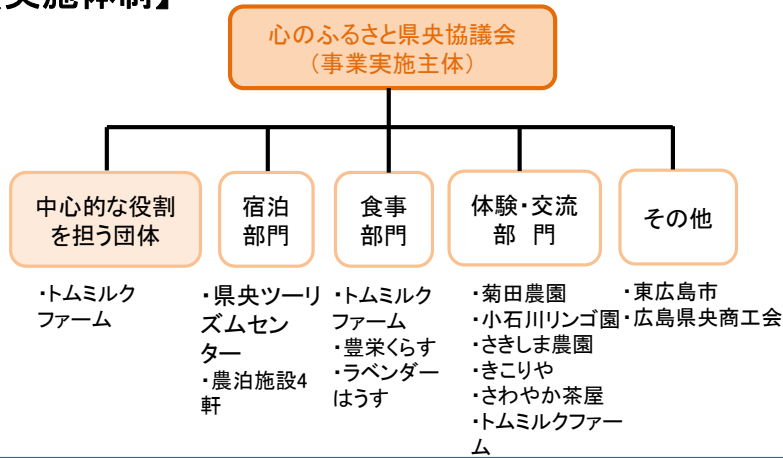 【実施体制】
心のふるさと県央協議会
（事業実施主体）
中心的な役割
を担う団体
宿泊
部門
食事
部門
体験・交流
部　門
その他
・トムミルク
ファーム
・県央ツーリ
ズムセン
ター
・農泊施設4
軒
・トムミルク
ファーム
・豊栄くらす
・ラベンダー
はうす
・菊田農園
・小石川リンゴ園
・さきしま農園
・きこりや
・さわやか茶屋
・トムミルクファー
ム
・東広島市
・広島県央商工会